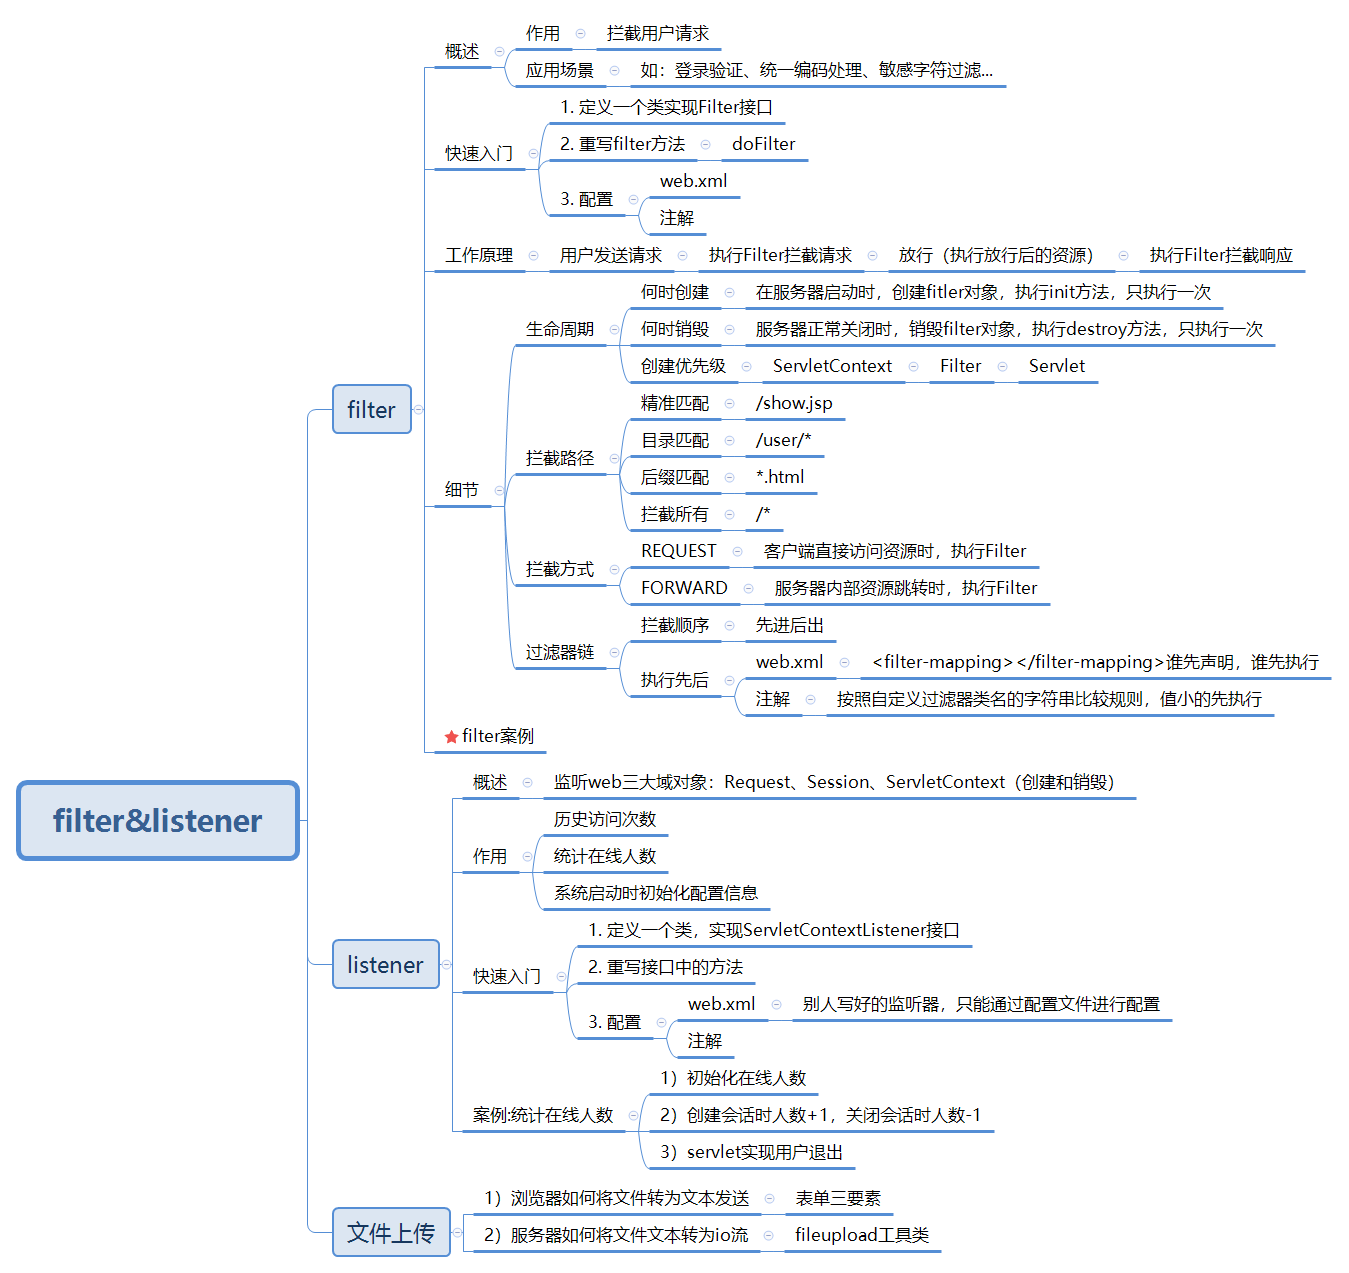 filter&listener
filter
概述
作用
拦截用户请求
应用场景
如：登录验证、统一编码处理、敏感字符过滤...
快速入门
1. 定义一个类实现Filter接口
2. 重写filter方法
doFilter
3. 配置
web.xml
注解
工作原理
用户发送请求
执行Filter拦截请求
放行（执行放行后的资源）
执行Filter拦截响应
细节
生命周期
何时创建
在服务器启动时，创建fitler对象，执行init方法，只执行一次
何时销毁
服务器正常关闭时，销毁filter对象，执行destroy方法，只执行一次
创建优先级
ServletContext
Filter
Servlet
拦截路径
精准匹配
/show.jsp
目录匹配
/user/*
后缀匹配
*.html
拦截所有
/*
拦截方式
REQUEST
客户端直接访问资源时，执行Filter
FORWARD
服务器内部资源跳转时，执行Filter
过滤器链
拦截顺序
先进后出
执行先后
web.xml
<filter-mapping></filter-mapping>谁先声明，谁先执行
注解
按照自定义过滤器类名的字符串比较规则，值小的先执行
filter案例
listener
概述
监听web三大域对象：Request、Session、ServletContext（创建和销毁）
作用
历史访问次数
统计在线人数
系统启动时初始化配置信息
快速入门
1. 定义一个类，实现ServletContextListener接口
2. 重写接口中的方法
3. 配置
web.xml
别人写好的监听器，只能通过配置文件进行配置
注解
案例:统计在线人数
1）初始化在线人数
2）创建会话时人数+1，关闭会话时人数-1
3）servlet实现用户退出
文件上传
1）浏览器如何将文件转为文本发送
表单三要素
2）服务器如何将文件文本转为io流
fileupload工具类